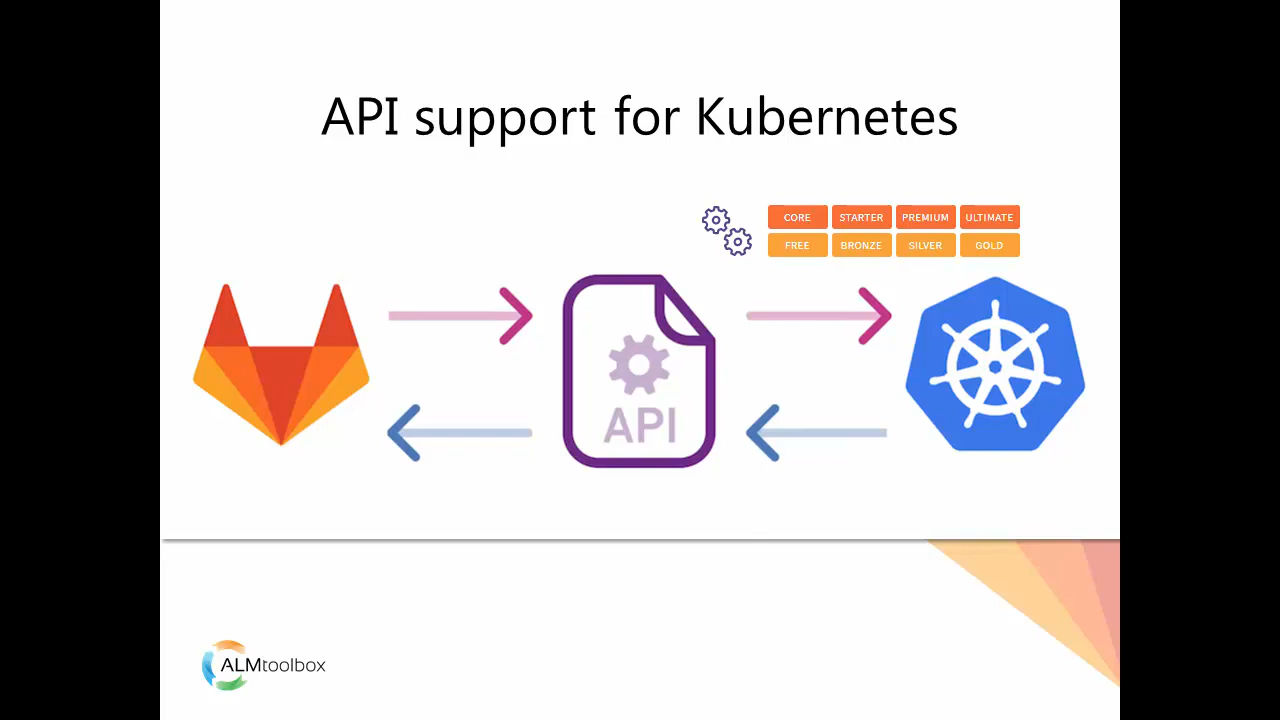 API support for Kubernetes
CORE STARTER PREMIUM ULTIMATE
FREE BRONZE SILVER GOLD
API
ALMtoolbox